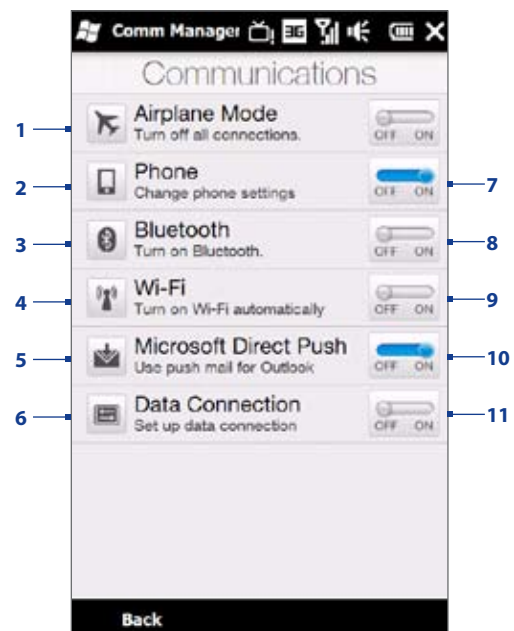 Comm Manager 3G
Communications
1 Airplane Mode
Turn off all connections.
OFF ON
2 Phone
Change phone settings
OFF ON 7
3 Bluetooth
Turn on Bluetooth.
OFF ON 8
4 Wi-Fi
Turn on Wi-Fi automatically
OFF ON 9
5 Microsoft Direct Push
Use push mail for Outlook
OFF ON 10
6 Data Connection
Set up data connection
OFF ON 11
Back